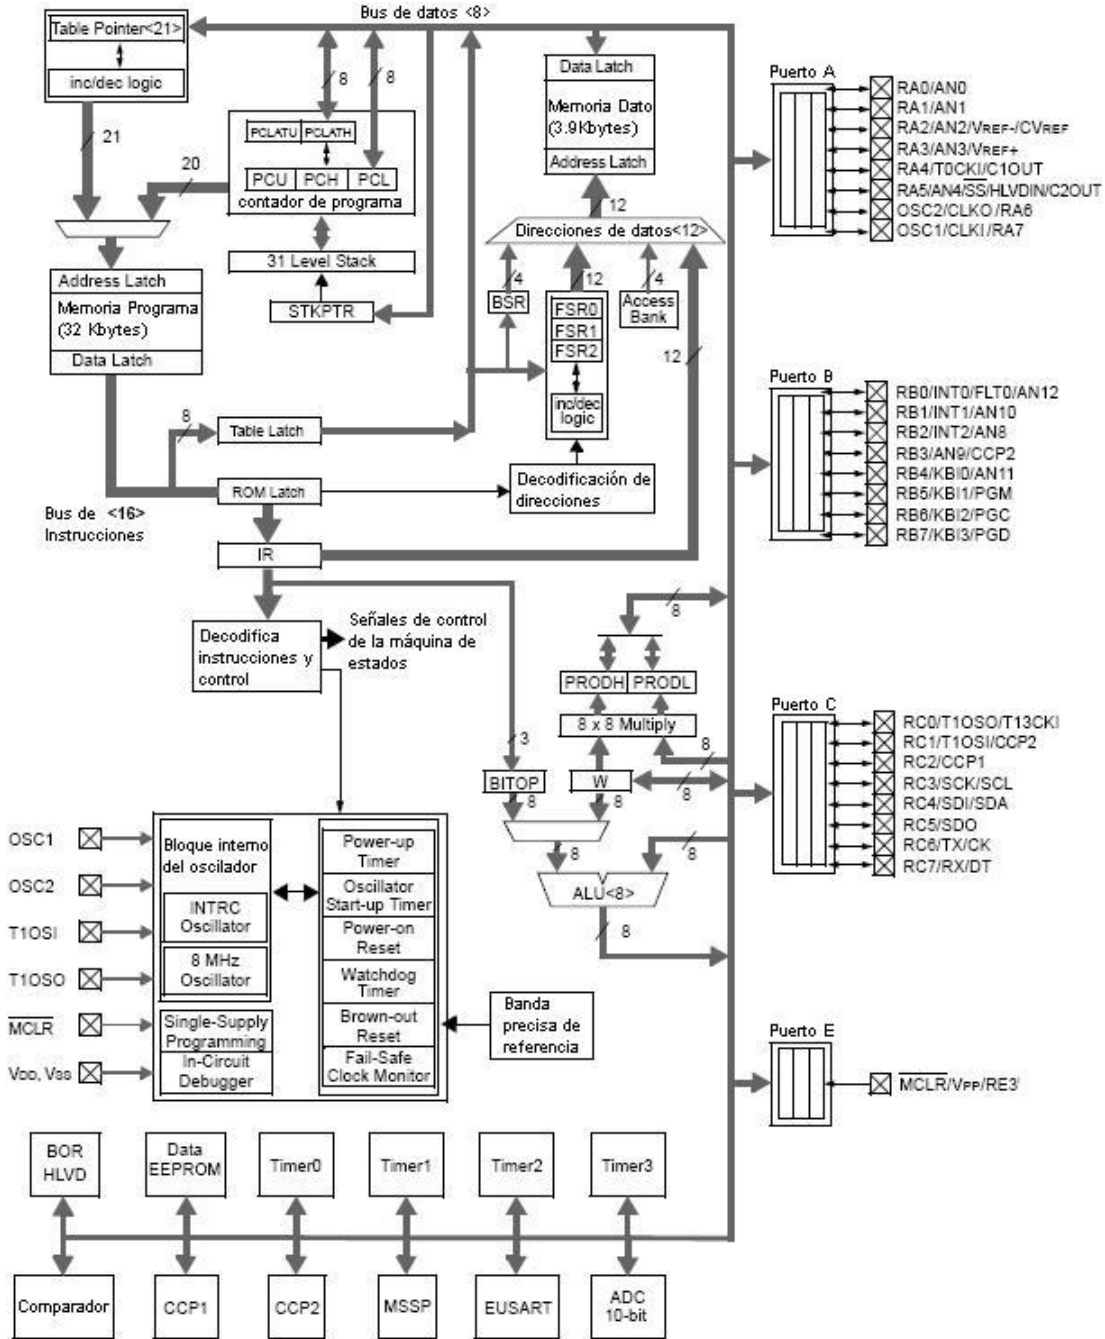 Bus de datos <8>
Table Pointer<21>
inc/dec logic
21
20
8
8
PCLATU PCLATH
PCU PCH PCL
contador de programa
31 Level Stack
STKPTR
Data Latch
Memoria Dato
(3.9Kbytes)
Address Latch
12
Direcciones de datos<12>
4
12
4
BSR
FSR0
FSR1
FSR2
inc/dec
logic
Access
Bank
12
Address Latch
Memoria Programa
(32 Kbytes)
Data Latch
8
Table Latch
ROM Latch
Decodificación de
direcciones
Bus de <16>
Instrucciones
IR
Decodifica
instrucciones y
control
Señales de control
de la máquina de
estados
8
PRODH PRODL
8 x 8 Multiply
3
8
BITOP
W
8
8
8
8
8
ALU<8>
8
OSC1
OSC2
T1OSI
T1OSO
MCLR
VDD, VSS
Bloque interno
del oscilador
INTRC
Oscillator
8 MHz
Oscillator
Single-Supply
Programming
In-Circuit
Debugger
Power-up
Timer
Oscillator
Start-up Timer
Power-on
Reset
Watchdog
Timer
Brown-out
Reset
Fail-Safe
Clock Monitor
Banda
precisa de
referencia
Puerto A
RA0/AN0
RA1/AN1
RA2/AN2/VREF-/CVREF
RA3/AN3/VREF+
RA4/T0CKI/C1OUT
RA5/AN4/SS/HLVDIN/C2OUT
OSC2/CLKO/RA6
OSC1/CLKI/RA7
Puerto B
RB0/INT0/FLT0/AN12
RB1/INT1/AN10
RB2/INT2/AN8
RB3/AN9/CCP2
RB4/KBI0/AN11
RB5/KBI1/PGM
RB6/KBI2/PGC
RB7/KBI3/PGD
Puerto C
RC0/T1OSO/T13CKI
RC1/T1OSI/CCP2
RC2/CCP1
RC3/SCK/SCL
RC4/SDI/SDA
RC5/SDO
RC6/TX/CK
RC7/RX/DT
Puerto E
MCLR/VPP/RE3
BOR
HLVD
Data
EEPROM
Timer0
Timer1
Timer2
Timer3
Comparador
CCP1
CCP2
MSSP
EUSART
ADC
10-bit